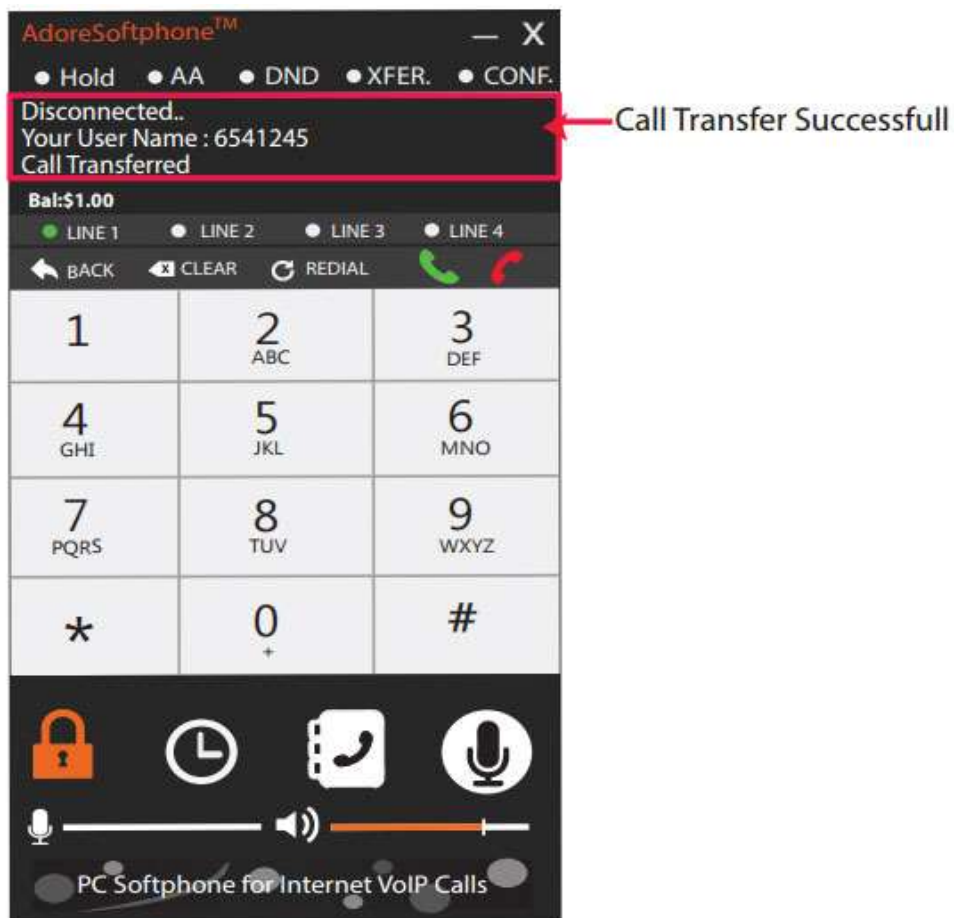 AdoreSoftphone™ — X
Hold AA DND XFER. CONF.
Disconnected..
Your User Name : 6541245
Call Transferred
Call Transfer Successfull
Bal:$1.00
LINE 1 LINE 2 LINE 3 LINE 4
BACK CLEAR REDIAL
1 2 3
ABC DEF
4 5 6
GHI JKL MNO
7 8 9
PQRS TUV WXYZ
* 0 #
+
PC Softphone for Internet VoIP Calls